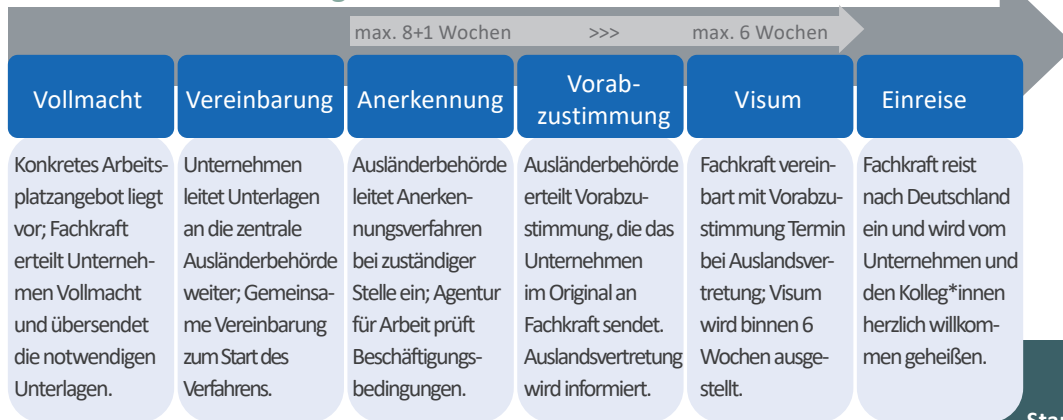 max. 8+1 Wochen >>> max. 6 Wochen
Vollmacht
Konkretes Arbeits-
platzangebot liegt
vor; Fachkraft
erteilt Unterneh-
men Vollmacht
und übersendet
die notwendigen
Unterlagen.
Vereinbarung
Unternehmen
leitet Unterlagen
an die zentrale
Ausländerbehörde
weiter; Gemeinsa-
me Vereinbarung
zum Start des
Verfahrens.
Anerkennung
Ausländerbehörde
leitet Anerken-
nungsverfahren
bei zuständiger
Stelle ein; Agentur
für Arbeit prüft
Beschäftigungs-
bedingungen.
Vorab-
zustimmung
Ausländerbehörde
erteilt Vorabzu-
stimmung, die das
Unternehmen
im Original an
Fachkraft sendet.
Auslandsvertretung
wird informiert.
Visum
Fachkraft verein-
bart mit Vorabzu-
stimmung Termin
bei Auslandsver-
tretung; Visum
wird binnen 6
Wochen ausge-
stellt.
Einreise
Fachkraft reist
nach Deutschland
ein und wird vom
Unternehmen und
den Kolleg*innen
herzlich willkom-
men geheißen.